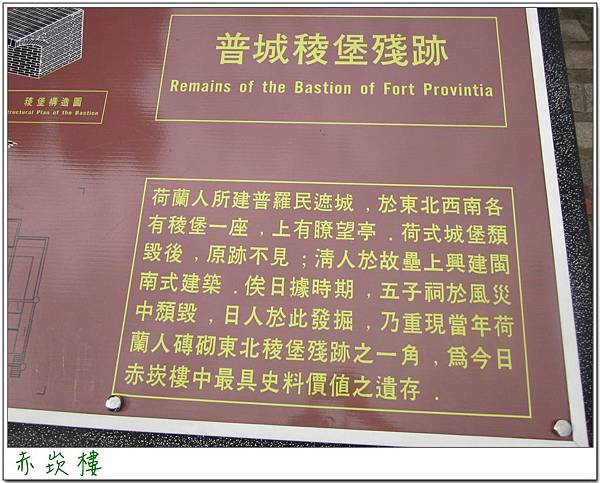 普城稜堡殘跡
Remains of the Bastion of Fort Provintia
稜堡構造圖
Structural Plan of the Bastion
荷蘭人所建普羅民遮城，於東北西南各
有稜堡一座，上有瞭望亭．荷式城堡頹
毀後，原跡不見；清人於故壘上興建閩
南式建築．俟日據時期，五子祠於風災
中頹毀，日人於此發掘，乃重現當年荷
蘭人磚砌東北稜堡殘跡之一角，為今日
赤崁樓中最具史料價值之遺存．
赤崁樓